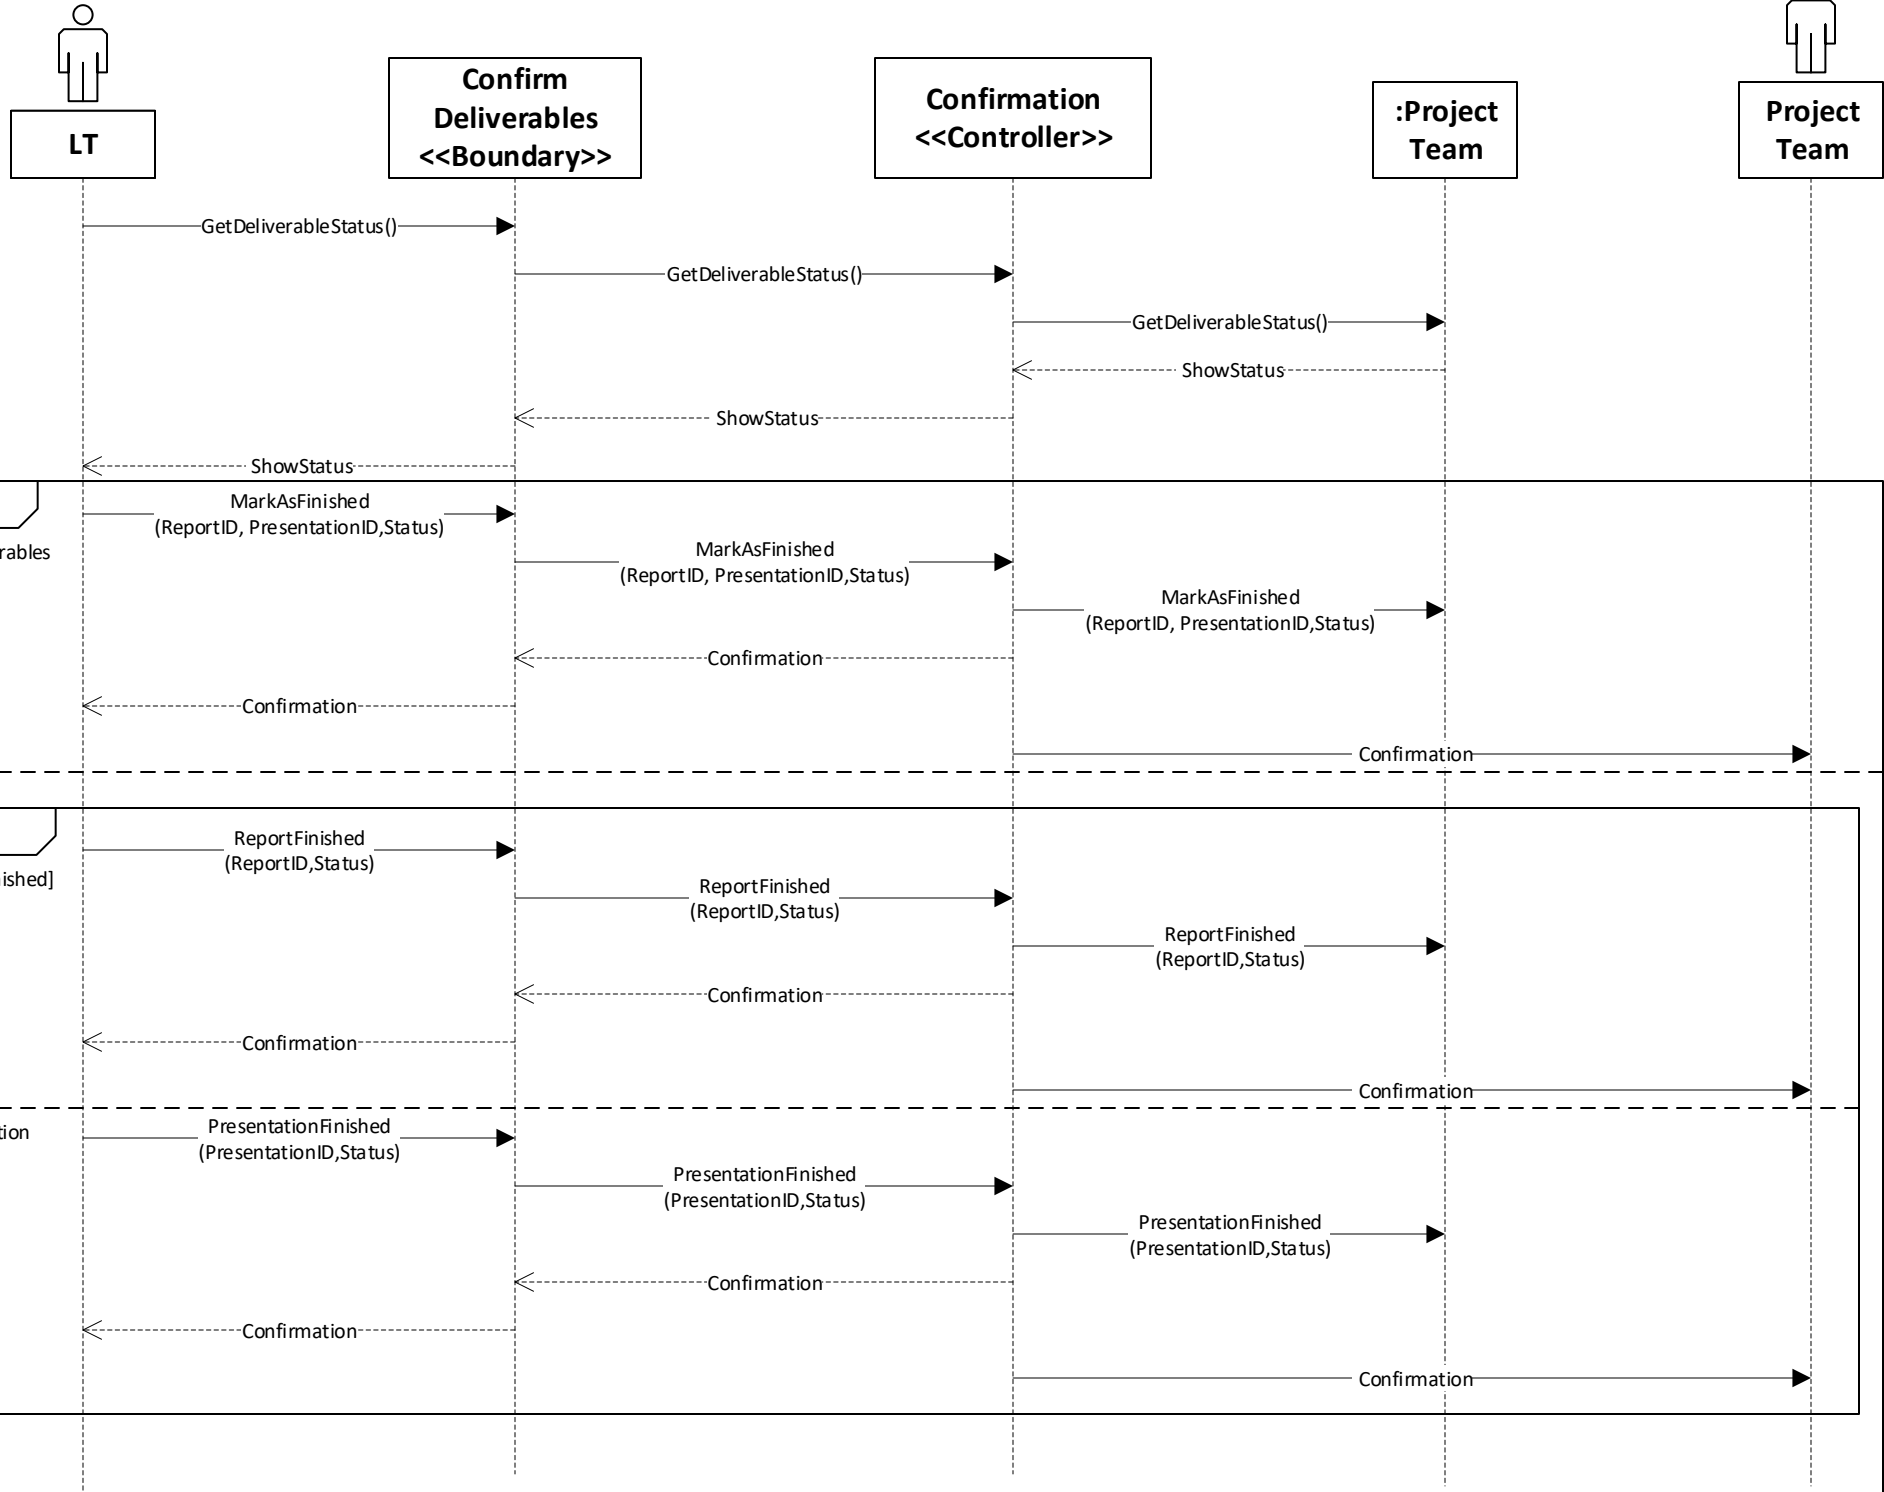 LT
Confirm
Deliverables
<<Boundary>>
Confirmation
<<Controller>>
:Project
Team
Project
Team
GetDeliverableStatus()
GetDeliverableStatus()
GetDeliverableStatus()
ShowStatus
ShowStatus
ShowStatus
MarkAsFinished
(ReportID, PresentationID,Status)
rables
MarkAsFinished
(ReportID, PresentationID,Status)
MarkAsFinished
(ReportID, PresentationID,Status)
Confirmation
Confirmation
Confirmation
ReportFinished
(ReportID,Status)
ished]
ReportFinished
(ReportID,Status)
ReportFinished
(ReportID,Status)
Confirmation
Confirmation
Confirmation
tion
PresentationFinished
(PresentationID,Status)
PresentationFinished
(PresentationID,Status)
PresentationFinished
(PresentationID,Status)
Confirmation
Confirmation
Confirmation